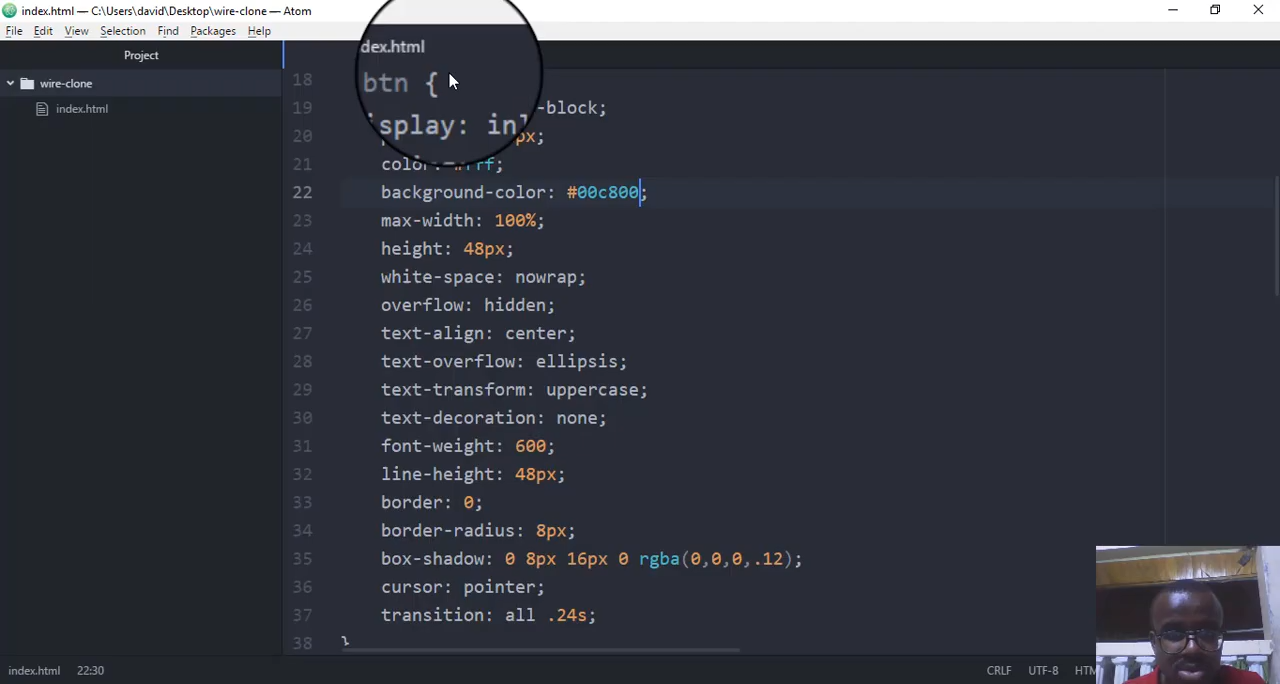 index.html — C:\Users\david\Desktop\wire-clone — Atom
File Edit View Selection Find Packages Help
Project
dex.html
wire-clone
index.html
18 btn {
19 isplay: inl -block;
20 px;
21 color: #fff;
22 background-color: #00c800;
23 max-width: 100%;
24 height: 48px;
25 white-space: nowrap;
26 overflow: hidden;
27 text-align: center;
28 text-overflow: ellipsis;
29 text-transform: uppercase;
30 text-decoration: none;
31 font-weight: 600;
32 line-height: 48px;
33 border: 0;
34 border-radius: 8px;
35 box-shadow: 0 8px 16px 0 rgba(0,0,0,.12);
36 cursor: pointer;
37 transition: all .24s;
38 }
index.html 22:30 CRLF UTF-8 HTM